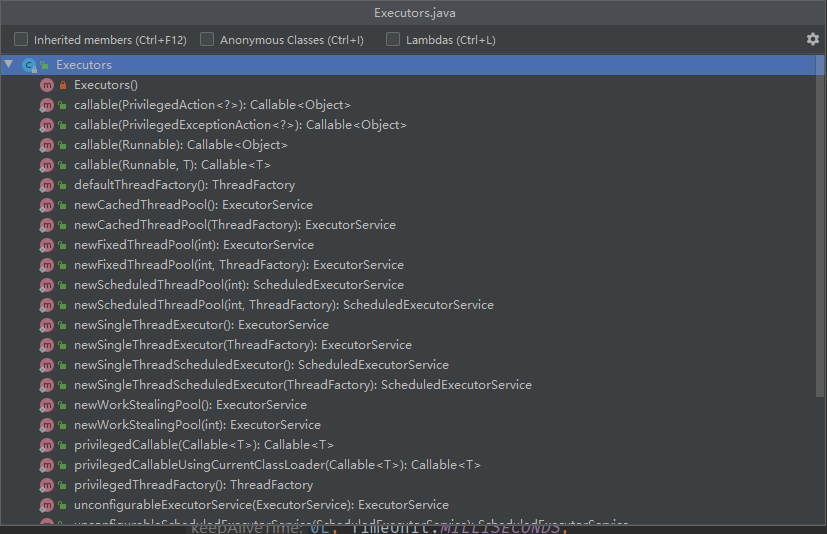 Executors.java
Inherited members (Ctrl+F12) Anonymous Classes (Ctrl+I) Lambdas (Ctrl+L)
Executors
Executors()
callable(PrivilegedAction<?>): Callable<Object>
callable(PrivilegedExceptionAction<?>): Callable<Object>
callable(Runnable): Callable<Object>
callable(Runnable, T): Callable<T>
defaultThreadFactory(): ThreadFactory
newCachedThreadPool(): ExecutorService
newCachedThreadPool(ThreadFactory): ExecutorService
newFixedThreadPool(int): ExecutorService
newFixedThreadPool(int, ThreadFactory): ExecutorService
newScheduledThreadPool(int): ScheduledExecutorService
newScheduledThreadPool(int, ThreadFactory): ScheduledExecutorService
newSingleThreadExecutor(): ExecutorService
newSingleThreadExecutor(ThreadFactory): ExecutorService
newSingleThreadScheduledExecutor(): ScheduledExecutorService
newSingleThreadScheduledExecutor(ThreadFactory): ScheduledExecutorService
newWorkStealingPool(): ExecutorService
newWorkStealingPool(int): ExecutorService
privilegedCallable(Callable<T>): Callable<T>
privilegedCallableUsingCurrentClassLoader(Callable<T>): Callable<T>
privilegedThreadFactory(): ThreadFactory
unconfigurableExecutorService(ExecutorService): ExecutorService
unconfigurableScheduledExecutorService(ScheduledExecutorService): ScheduledExecutorService
keepAliveTime: 0L, TimeUnit.MILLISECONDS,